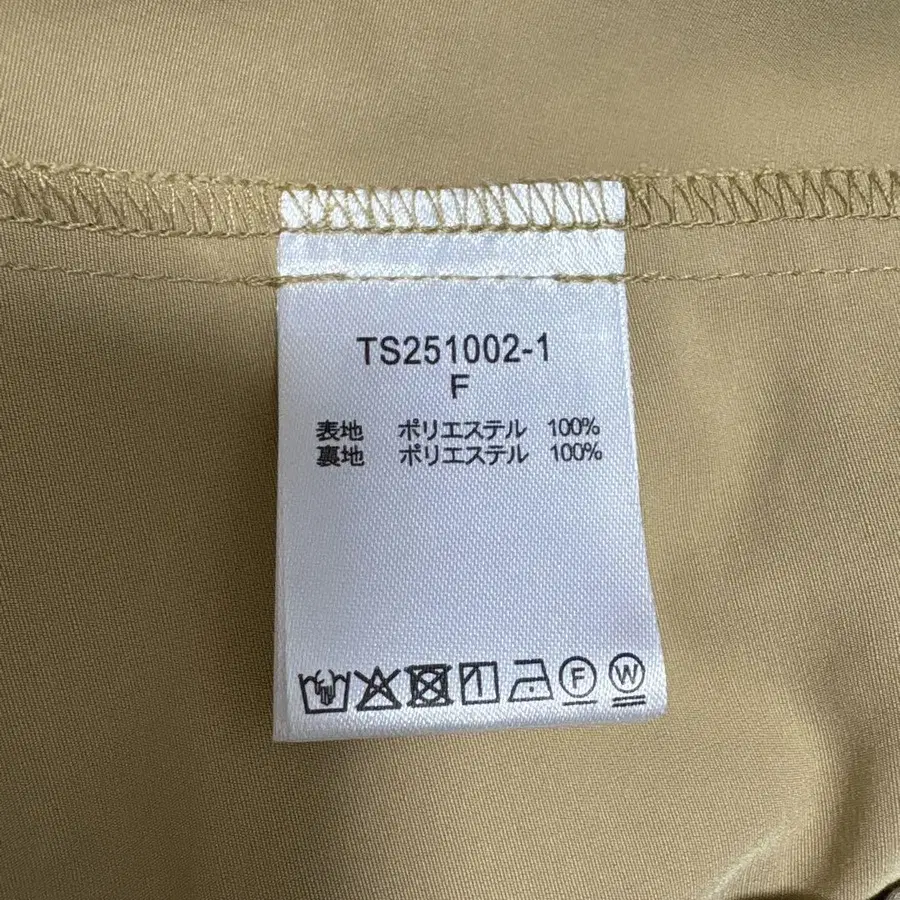 TS251002-1
F
表地 ポリエステル 100%
裏地 ポリエステル 100%
F W